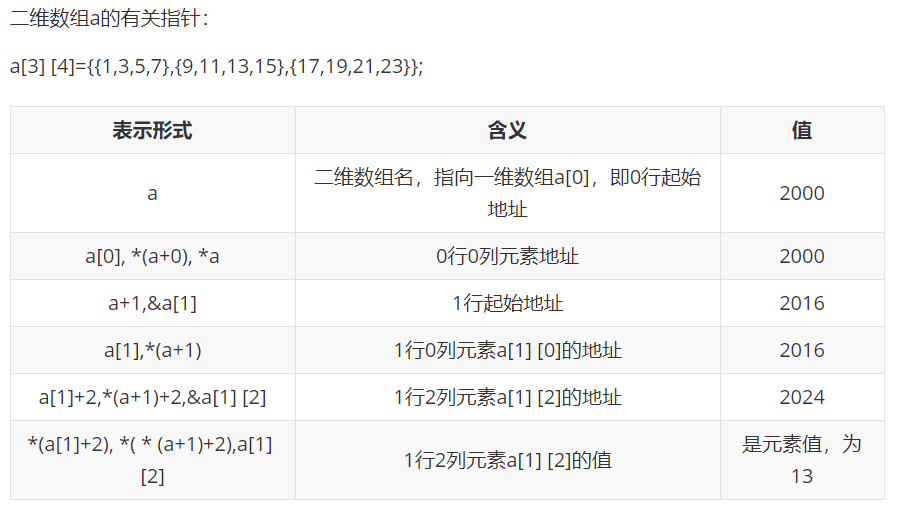 二维数组a的有关指针：
a[3] [4]={{1,3,5,7},{9,11,13,15},{17,19,21,23}};
表示形式 含义 值
a 二维数组名，指向一维数组a[0]，即0行起始地址 2000
a[0], *(a+0), *a 0行0列元素地址 2000
a+1,&a[1] 1行起始地址 2016
a[1],*(a+1) 1行0列元素a[1] [0]的地址 2016
a[1]+2,*(a+1)+2,&a[1] [2] 1行2列元素a[1] [2]的地址 2024
*(a[1]+2), *( * (a+1)+2),a[1] [2] 1行2列元素a[1] [2]的值 是元素值，为13